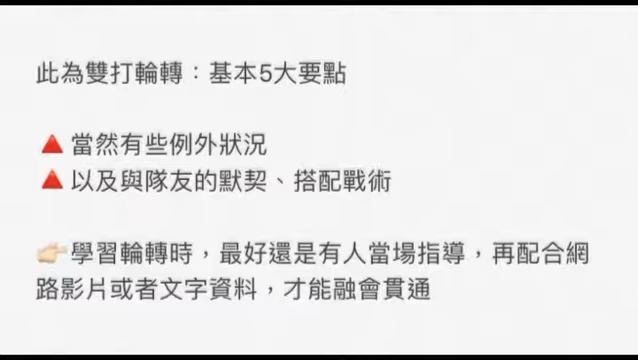 此為雙打輪轉：基本5大要點
🔺當然有些例外狀況
🔺以及與隊友的默契、搭配戰術
👉🏻學習輪轉時，最好還是有人當場指導，再配合網
路影片或者文字資料，才能融會貫通